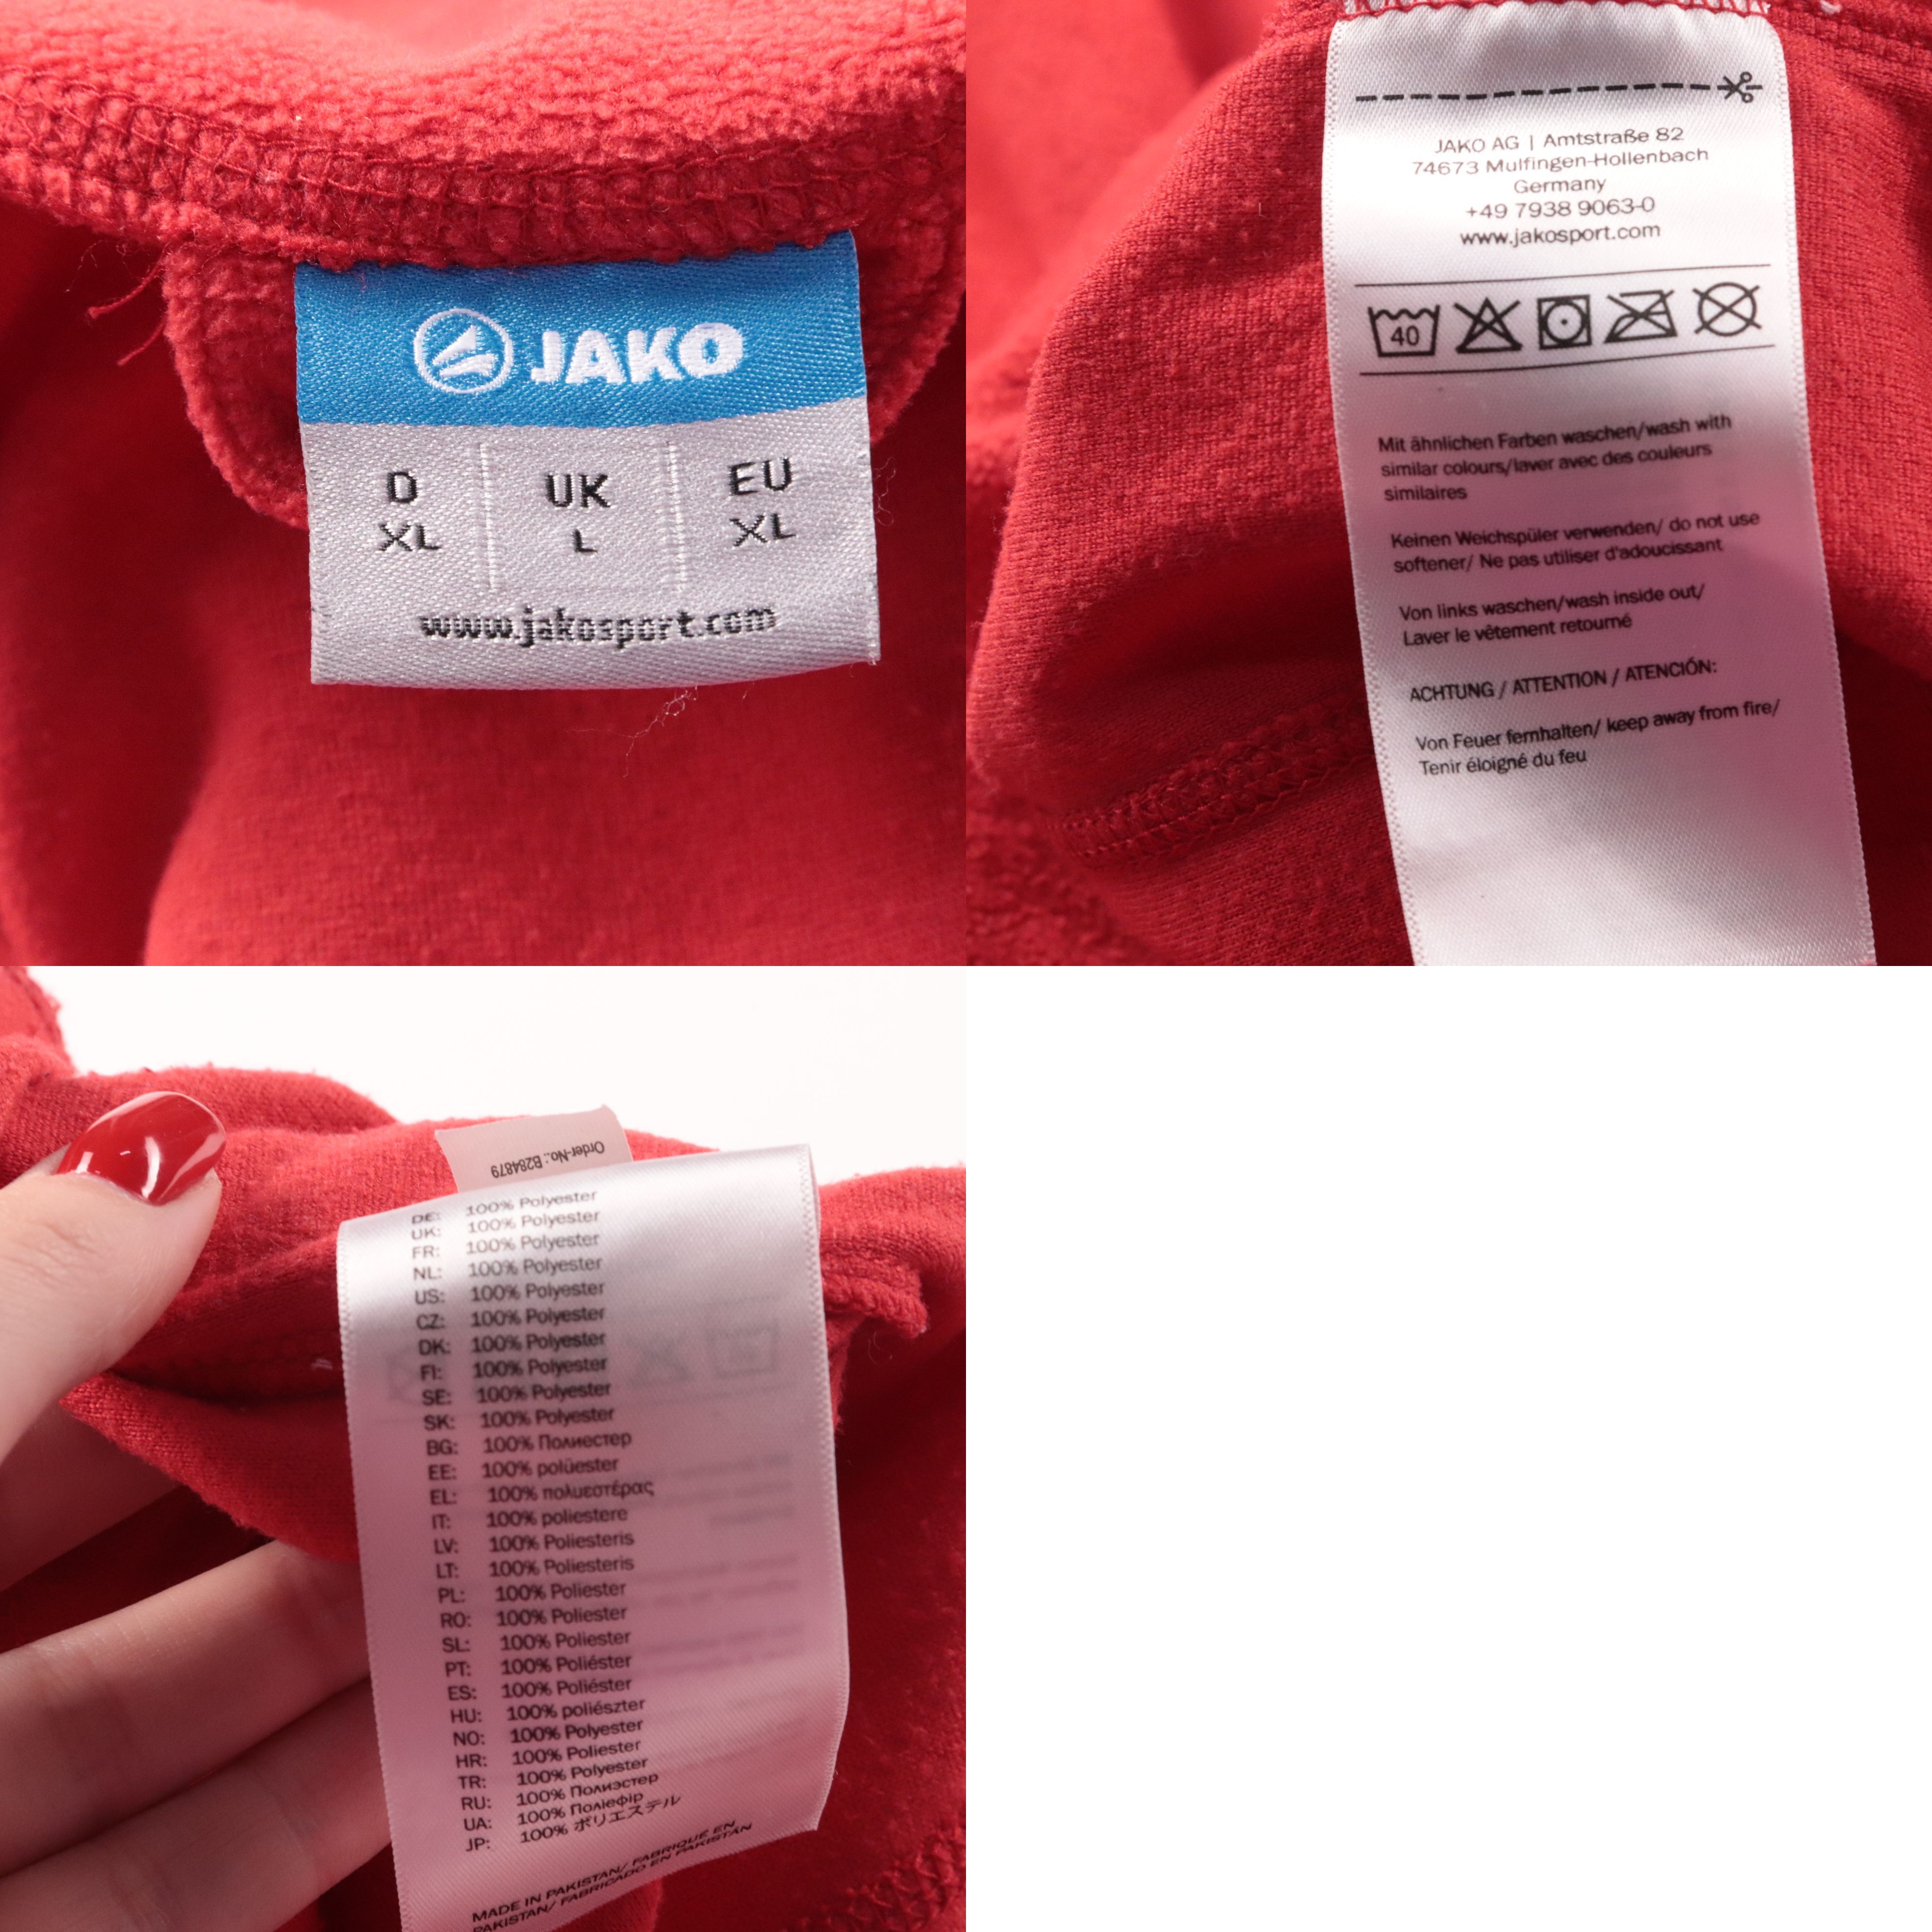 JAKO
D UK EU
XL L XL
www.jakosport.com
JAKO AG | Amtstraße 82
74673 Mulfingen-Hollenbach
Germany
+49 7938 9063-0
www.jakosport.com
40
Mit ähnlichen Farben waschen/wash with
similar colours/laver avec des couleurs
similaires
Keinen Weichspüler verwenden/ do not use
softener/ Ne pas utiliser d'adoucissant
Von links waschen/wash inside out/
Laver le vêtement retourné
ACHTUNG / ATTENTION / ATENCIÓN:
Von Feuer fernhalten/ keep away from fire/
Tenir éloigné du feu
Order-No.: B284879
DE: 100% Polyester
UK: 100% Polyester
FR: 100% Polyester
NL: 100% Polyester
US: 100% Polyester
CZ: 100% Polyester
DK: 100% Polyester
FI: 100% Polyester
SE: 100% Polyester
SK: 100% Polyester
BG: 100% Полиестер
EE: 100% polüester
EL: 100% πολυεστέρας
IT: 100% poliestere
LV: 100% Poliesteris
LT: 100% Poliesteris
PL: 100% Poliester
RO: 100% Poliester
SL: 100% Poliester
PT: 100% Poliéster
ES: 100% Poliéster
HU: 100% poliészter
NO: 100% Polyester
HR: 100% Poliester
TR: 100% Polyester
RU: 100% Полиэстер
UA: 100% Поліефір
JP: 100% ポリエステル
MADE IN PAKISTAN/ FABRIQUE EN
PAKISTAN/ FABRICADO EN PAKISTÁN